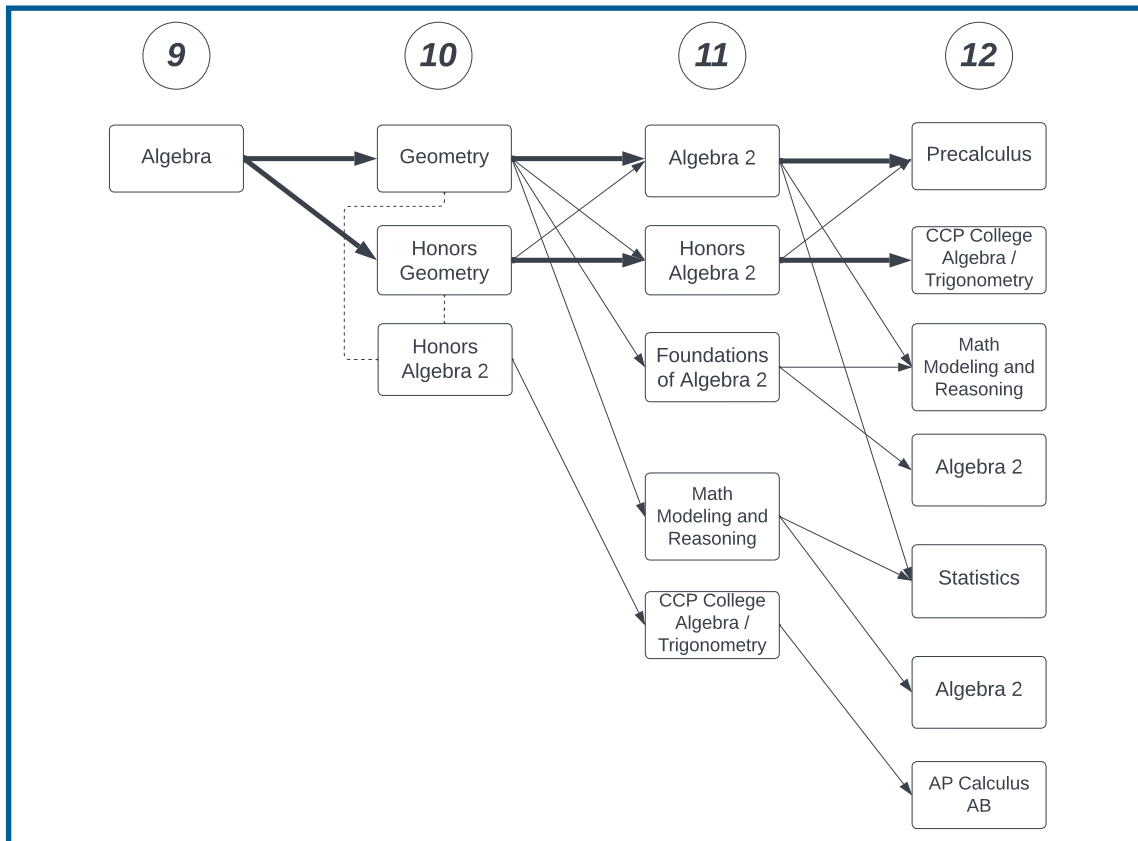 9
10
11
12
Algebra
Geometry
Honors
Geometry
Honors
Algebra 2
Algebra 2
Honors
Algebra 2
Foundations
of Algebra 2
Math
Modeling and
Reasoning
CCP College
Algebra /
Trigonometry
Precalculus
CCP College
Algebra /
Trigonometry
Math
Modeling and
Reasoning
Algebra 2
Statistics
Algebra 2
AP Calculus
AB